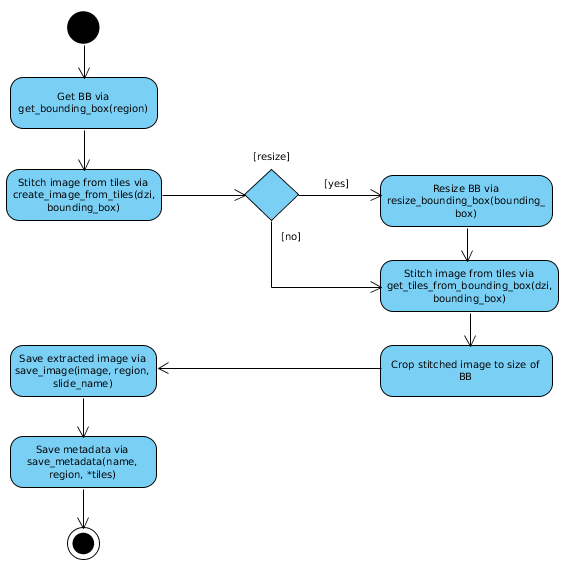 Get BB via
get_bounding_box(region)
[resize]
Stitch image from tiles via
create_image_from_tiles(dzi,
bounding_box)
[yes]
Resize BB via
resize_bounding_box(bounding_
box)
[no]
Stitch image from tiles via
get_tiles_from_bounding_box(dzi,
bounding_box)
Crop stitched image to size of
BB
Save extracted image via
save_image(image, region,
slide_name)
Save metadata via
save_metadata(name,
region, *tiles)